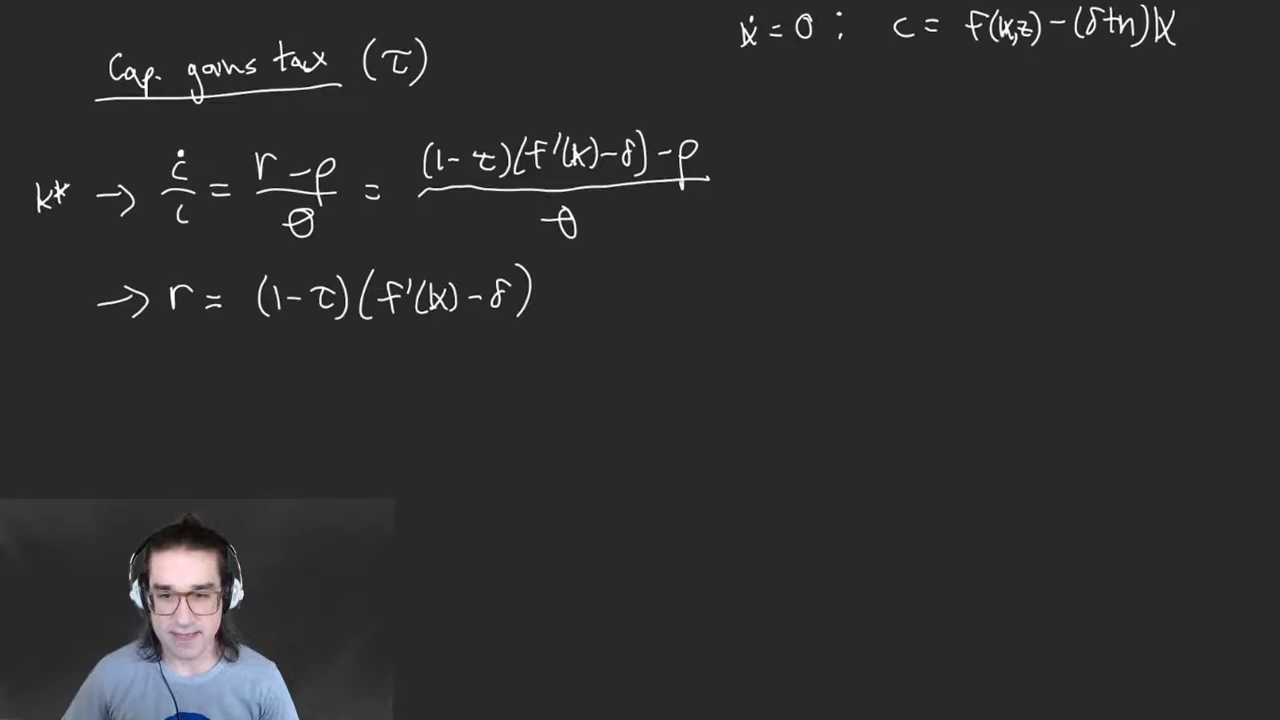 k̇ = 0 : c = f(k,z) - (δ+n)k
Cap. gains tax (τ)
k* → ċ/c = (r - ρ)/θ = ((1 - τ)(f'(k) - δ) - ρ)/θ
→ r = (1 - τ)(f'(k) - δ)